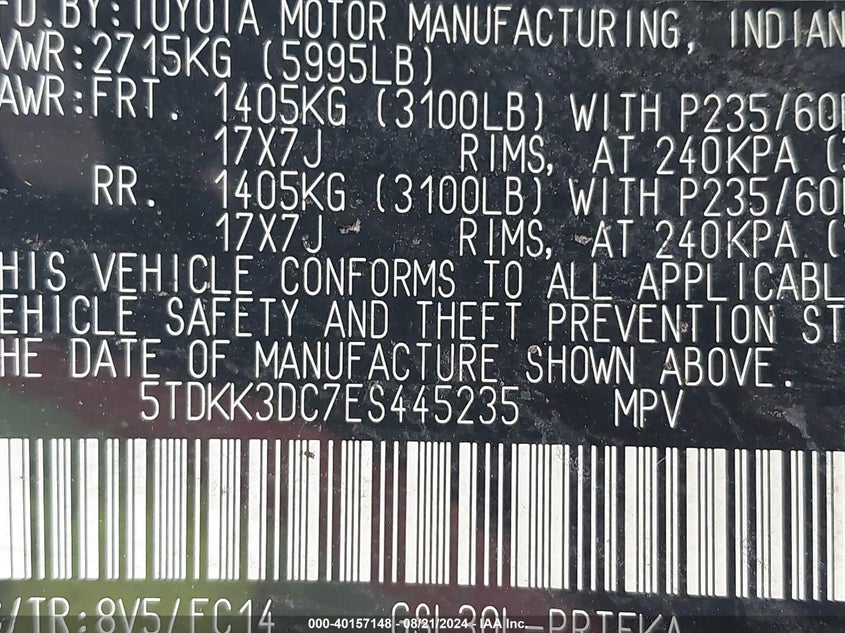 FD.BY:TOYOTA MOTOR MANUFACTURING, INDIAN
VWR:2715KG (5995LB)
AWR:FRT. 1405KG (3100LB) WITH P235/60
17X7J RIMS, AT 240KPA (
RR. 1405KG (3100LB) WITH P235/60
17X7J RIMS, AT 240KPA (
HIS VEHICLE CONFORMS TO ALL APPLICABL
EHICLE SAFETY AND THEFT PREVENTION ST
HE DATE OF MANUFACTURE SHOWN ABOVE.
5TDKK3DC7ES445235 MPV
C/TR:8V5/FC14 GSL30L-PRTEKA
000-40157148 - 08/21/2024 - IAA Inc.